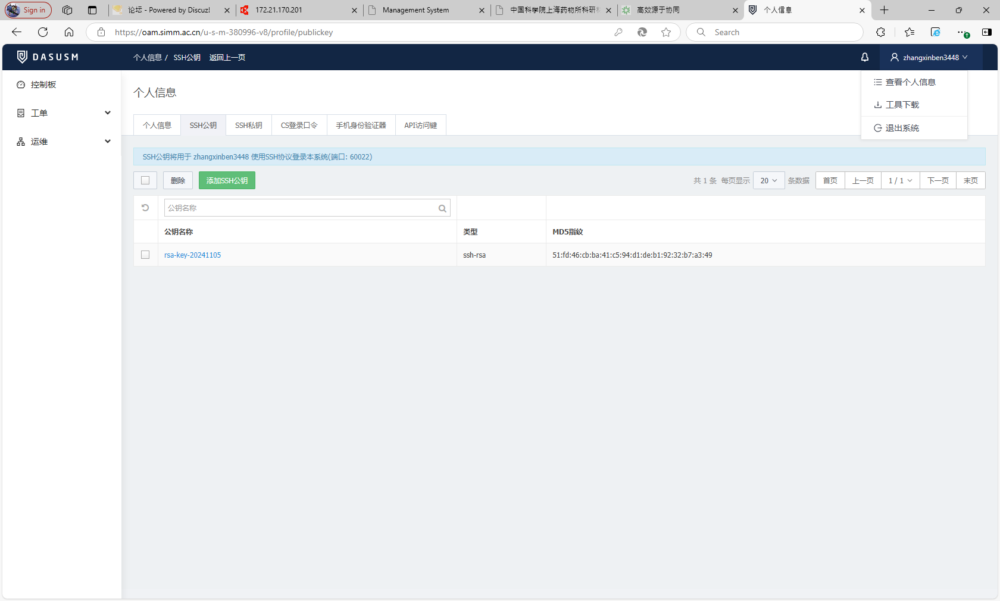 Sign in
论坛 - Powered by Discuz!
172.21.170.201
Management System
中国科学院上海药物所科研
高效源于协同
个人信息
https://oam.simm.ac.cn/u-s-m-380996-v8/profile/publickey
Search
DASUSM
个人信息 / SSH公钥 返回上一页
zhangxinben3448
查看个人信息
工具下载
退出系统
控制板
工单
运维
个人信息
个人信息
SSH公钥
SSH私钥
CS登录口令
手机身份验证器
API访问键
SSH公钥将用于 zhangxinben3448 使用SSH协议登录本系统(端口: 60022)
删除
添加SSH公钥
共 1 条 每页显示 20 条数据
首页
上一页
1 / 1
下一页
末页
公钥名称
公钥名称 类型 MD5指纹
rsa-key-20241105 ssh-rsa 51:fd:46:cb:ba:41:c5:94:d1:de:b1:92:32:b7:a3:49